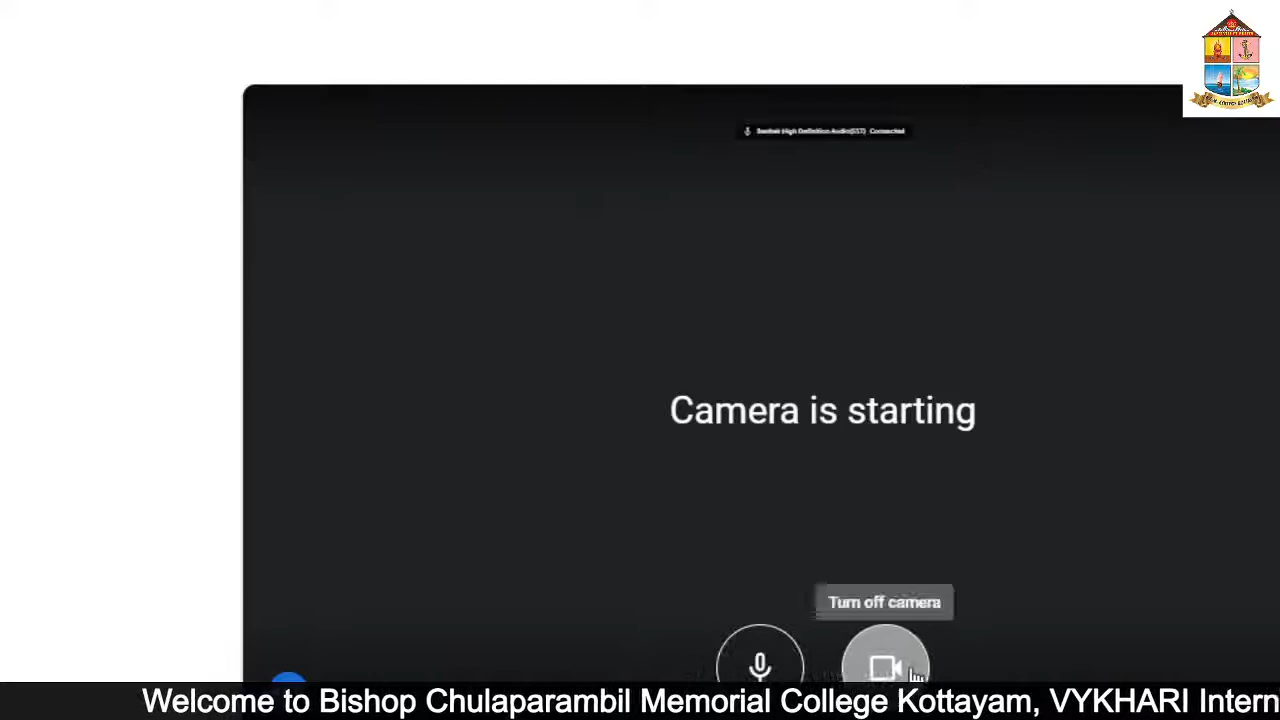 Camera is starting
Turn off camera
Welcome to Bishop Chulaparambil Memorial College Kottayam, VYKHARI Intern